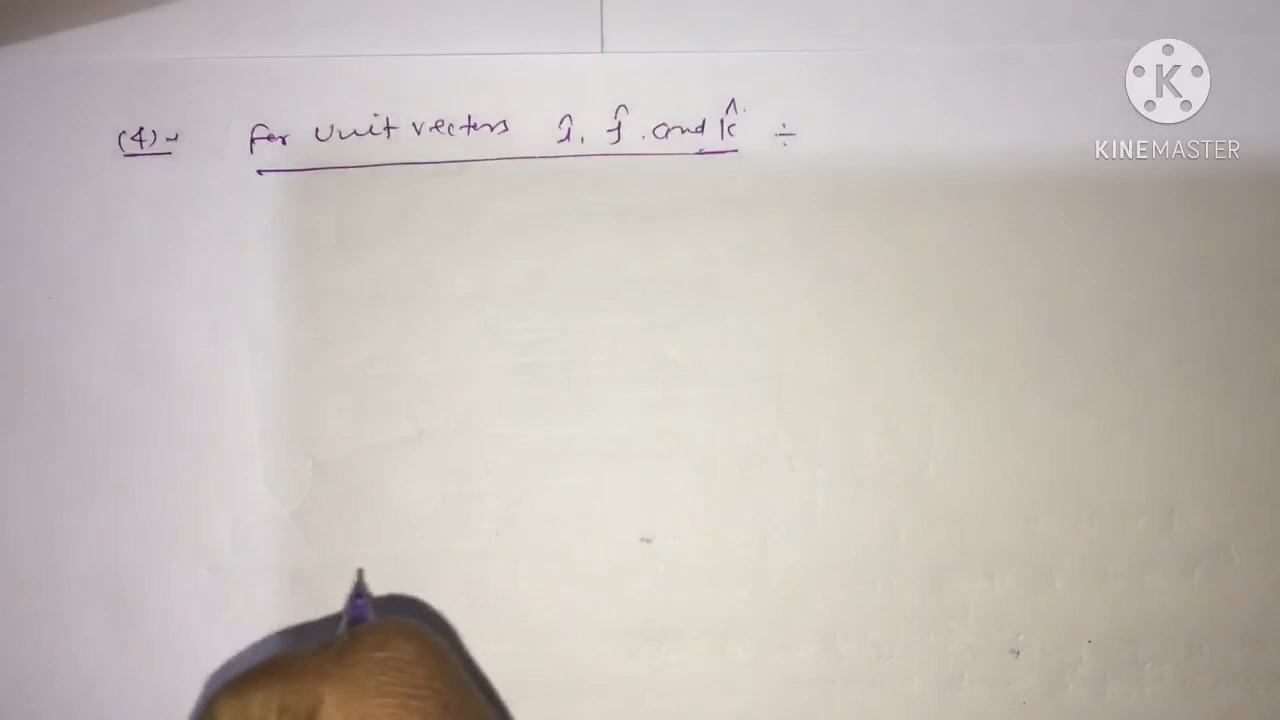 (4)→ For Unit vectors î, ĵ and k̂ ÷
K
KINEMASTER